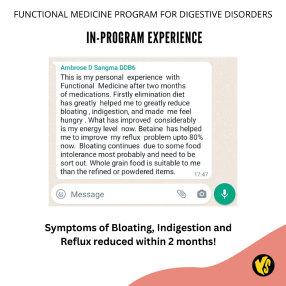 FUNCTIONAL MEDICINE PROGRAM FOR DIGESTIVE DISORDERS
IN-PROGRAM EXPERIENCE
Ambrose D Sangma DDB6
This is my personal experience with
Functional Medicine after two months
of medications. Firstly elimination diet
has greatly helped me to greatly reduce
bloating , indigestion, and made me feel
hungry . What has improved considerably
is my energy level now. Betaine has helped
me to improve my reflux problem upto 80%
now. Bloating continues due to some food
intolerance most probably and need to be
sort out. Whole grain food is suitable to me
than the refined or powdered items.
17:47
Message
Symptoms of Bloating, Indigestion and
Reflux reduced within 2 months!